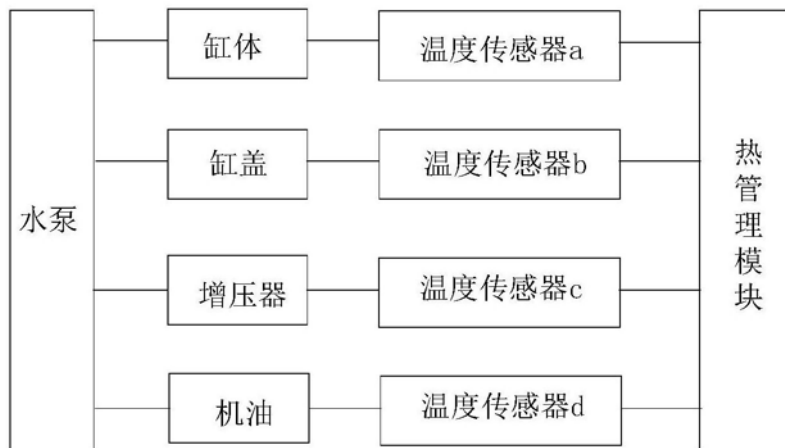 水泵
缸体
温度传感器a
缸盖
温度传感器b
增压器
温度传感器c
机油
温度传感器d
热管理模块